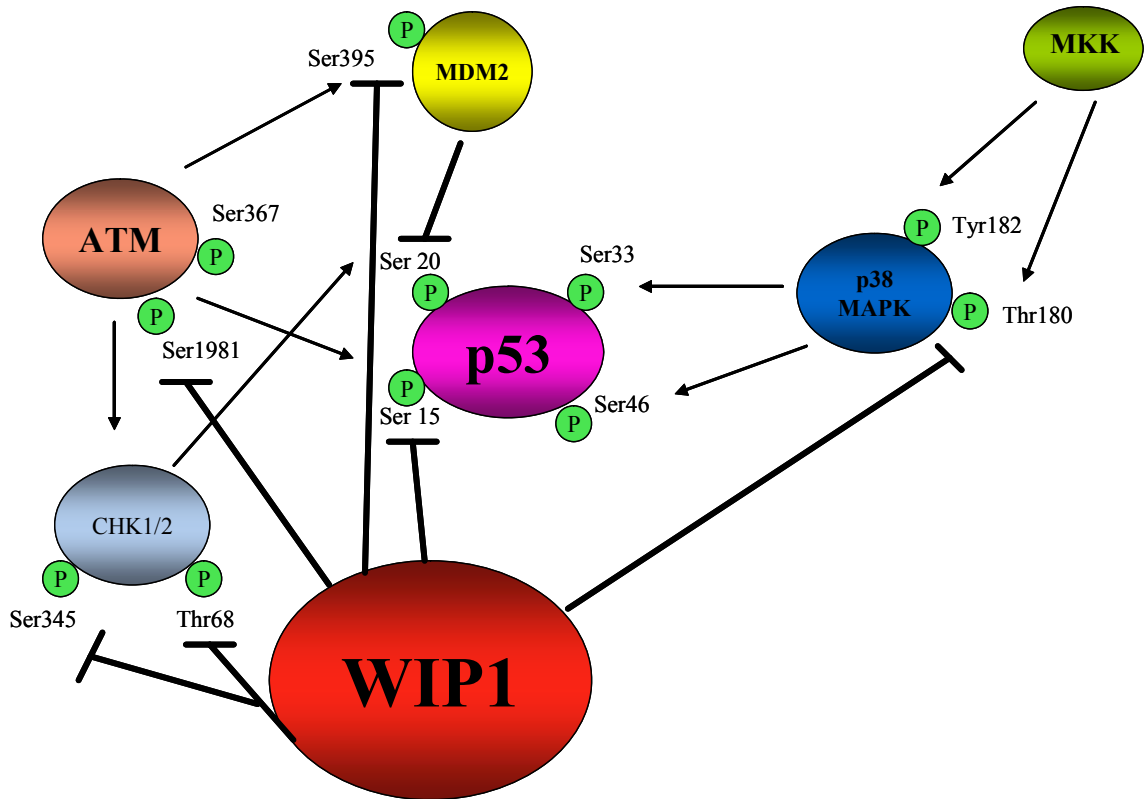 P
MKK
Ser395
MDM2
Ser367
ATM
P
P
Ser1981
Ser 20
P
Ser33
P
p53
P
Ser 15
Ser46
P
P
Tyr182
p38
MAPK
P
Thr180
CHK1/2
P
P
Ser345
Thr68
WIP1